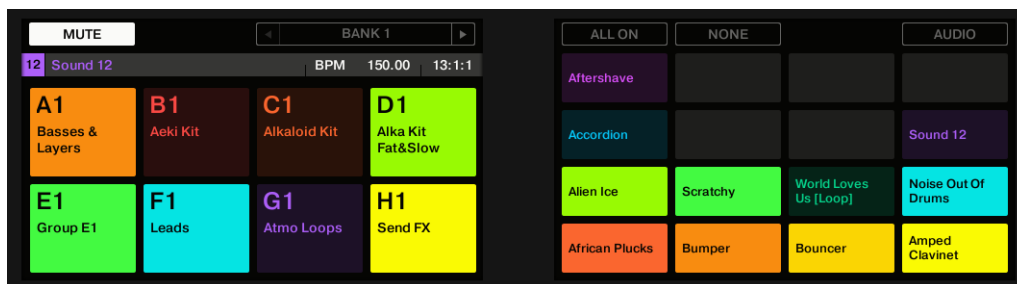 MUTE
BANK 1
12 Sound 12
BPM 150.00 13:1:1
A1
Basses &
Layers
B1
Aeki Kit
C1
Alkaloid Kit
D1
Alka Kit
Fat&Slow
E1
Group E1
F1
Leads
G1
Atmo Loops
H1
Send FX
ALL ON
NONE
AUDIO
Aftershave
Accordion
Sound 12
Alien Ice
Scratchy
World Loves
Us [Loop]
Noise Out Of
Drums
African Plucks
Bumper
Bouncer
Amped
Clavinet